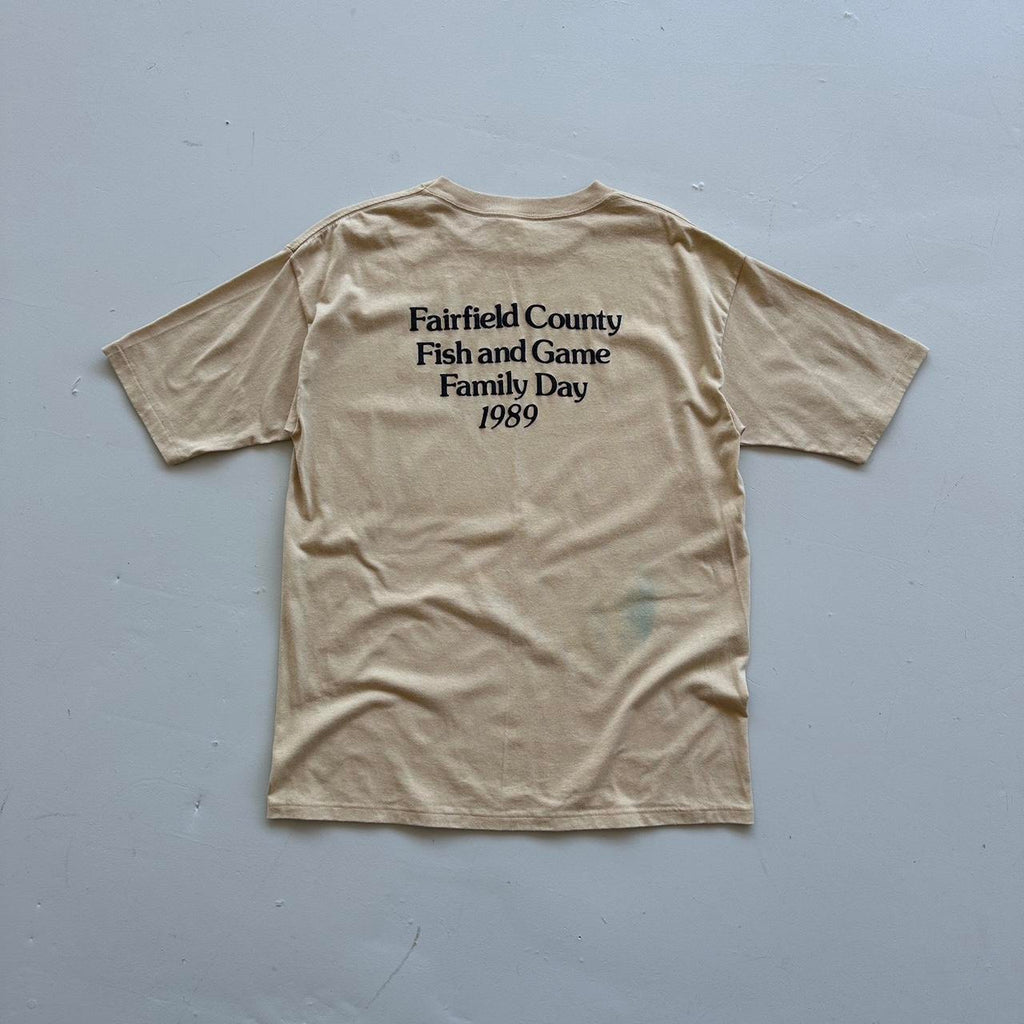 Fairfield County
Fish and Game
Family Day
1989